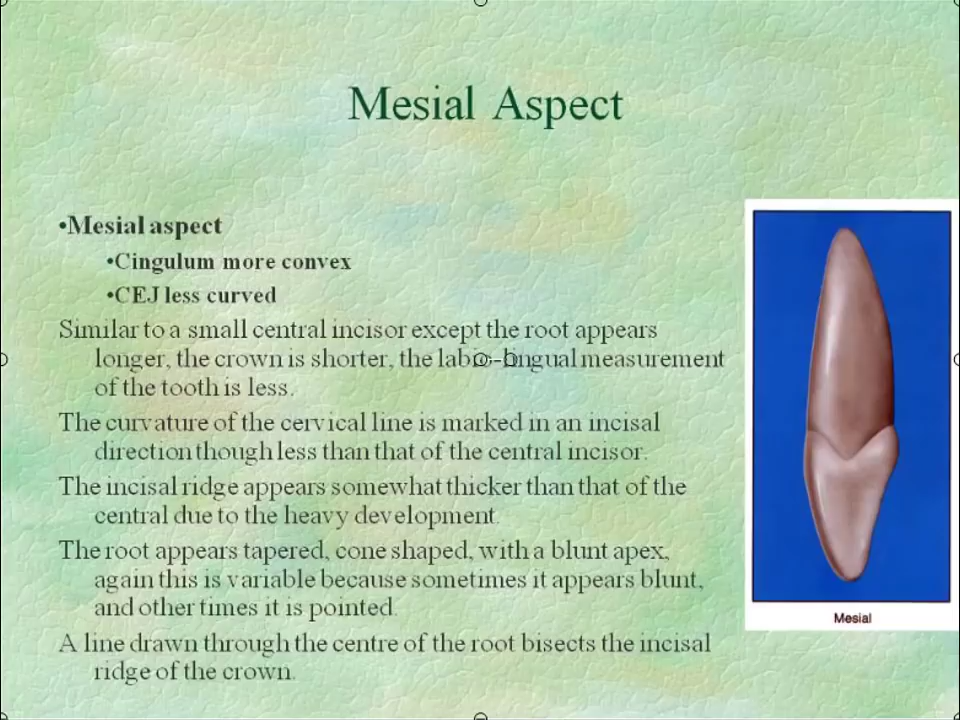 Mesial Aspect
•Mesial aspect
•Cingulum more convex
•CEJ less curved
Similar to a small central incisor except the root appears
longer, the crown is shorter, the labio-lingual measurement
of the tooth is less.
The curvature of the cervical line is marked in an incisal
direction though less than that of the central incisor.
The incisal ridge appears somewhat thicker than that of the
central due to the heavy development.
The root appears tapered, cone shaped, with a blunt apex,
again this is variable because sometimes it appears blunt,
and other times it is pointed.
A line drawn through the centre of the root bisects the incisal
ridge of the crown.
Mesial